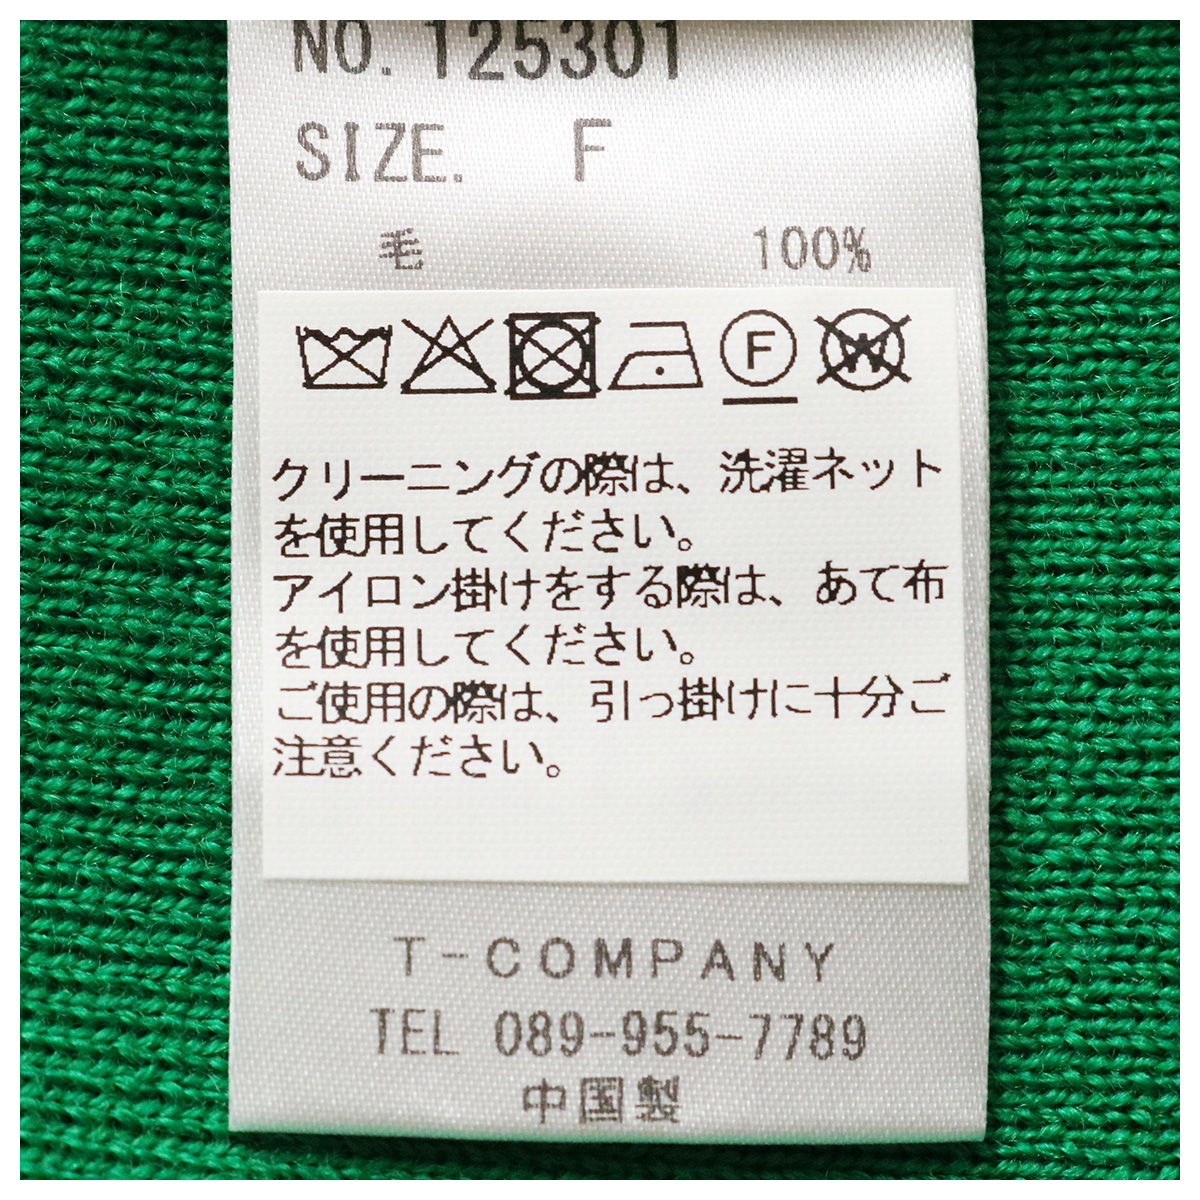 NO. 125301
SIZE. F
毛 100%
F W
クリーニングの際は、洗濯ネット
を使用してください。
アイロン掛けをする際は、あて布
を使用してください。
ご使用の際は、引っ掛けに十分ご
注意ください。
T-COMPANY
TEL 089-955-7789
中国製